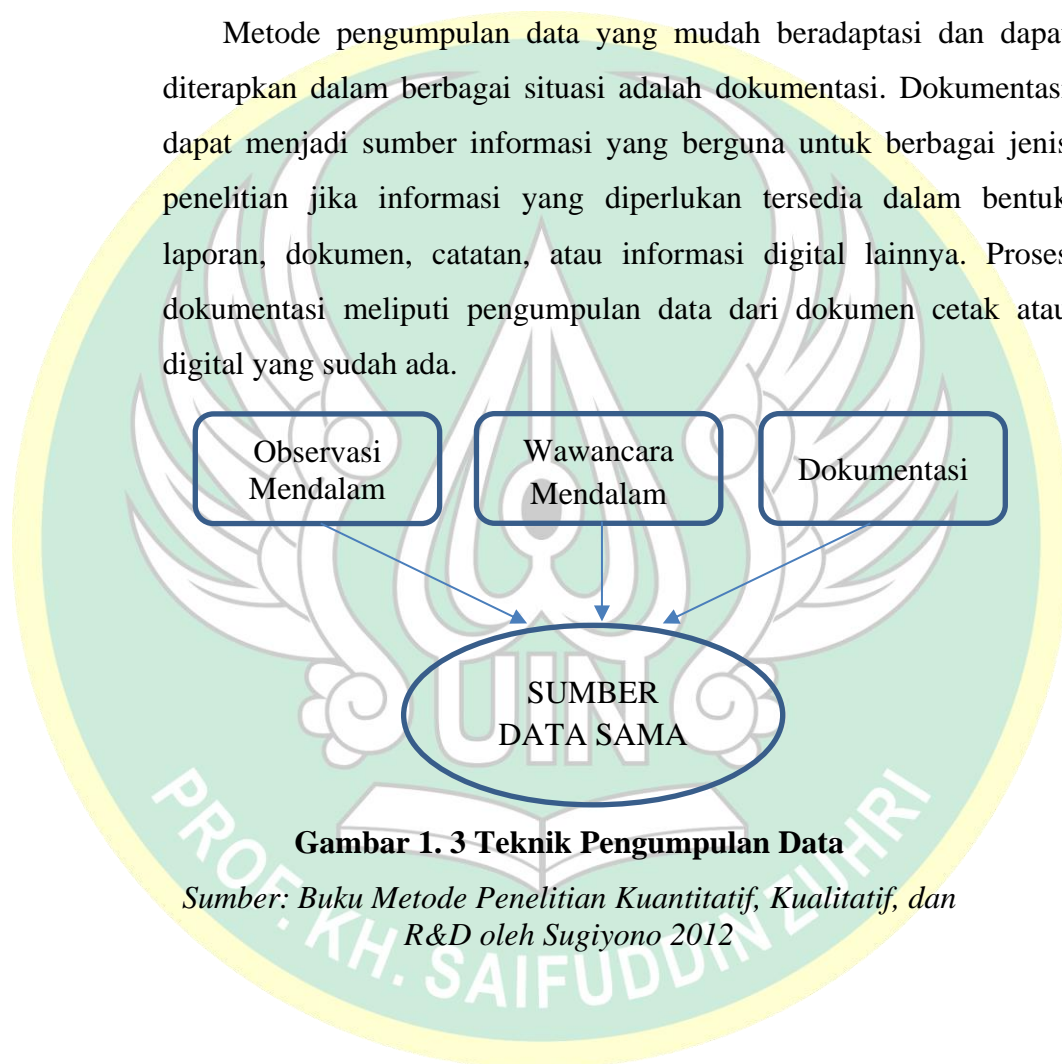 Metode pengumpulan data yang mudah beradaptasi dan dapat
diterapkan dalam berbagai situasi adalah dokumentasi. Dokumentasi
dapat menjadi sumber informasi yang berguna untuk berbagai jenis
penelitian jika informasi yang diperlukan tersedia dalam bentuk
laporan, dokumen, catatan, atau informasi digital lainnya. Proses
dokumentasi meliputi pengumpulan data dari dokumen cetak atau
digital yang sudah ada.
Observasi
Mendalam
Wawancara
Mendalam
Dokumentasi
SUMBER
DATA SAMA
UIN
Gambar 1. 3 Teknik Pengumpulan Data
Sumber: Buku Metode Penelitian Kuantitatif, Kualitatif, dan
R&D oleh Sugiyono 2012
PROF. KH. SAIFUDDIN ZUHRI